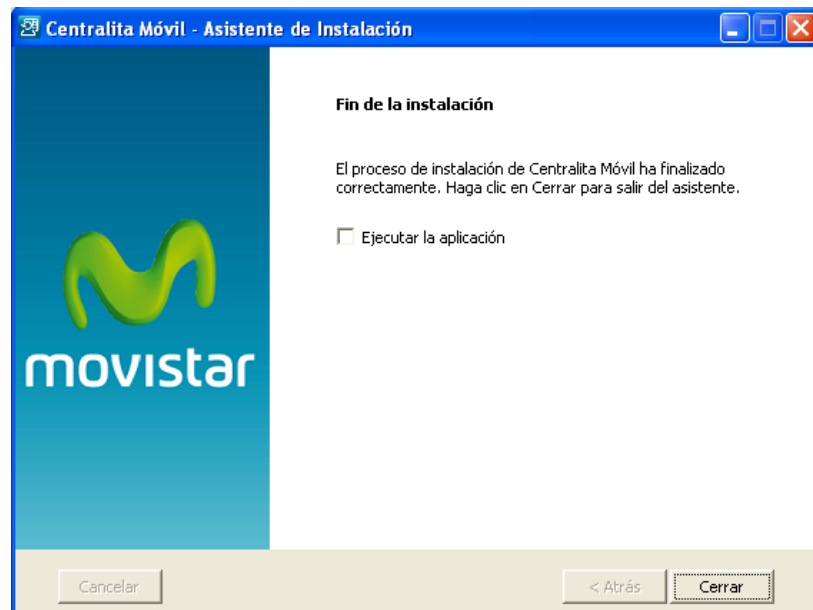 Centralita Móvil - Asistente de Instalación
Fin de la instalación
El proceso de instalación de Centralita Móvil ha finalizado
correctamente. Haga clic en Cerrar para salir del asistente.
Ejecutar la aplicación
movistar
Cancelar
< Atrás
Cerrar